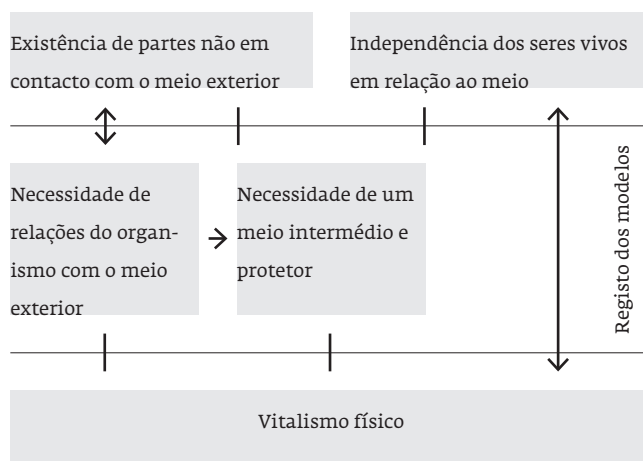 Existência de partes não em
contacto com o meio exterior
Independência dos seres vivos
em relação ao meio
Necessidade de
relações do organ-
ismo com o meio
exterior
Necessidade de um
meio intermédio e
protetor
Registo dos modelos
Vitalismo físico